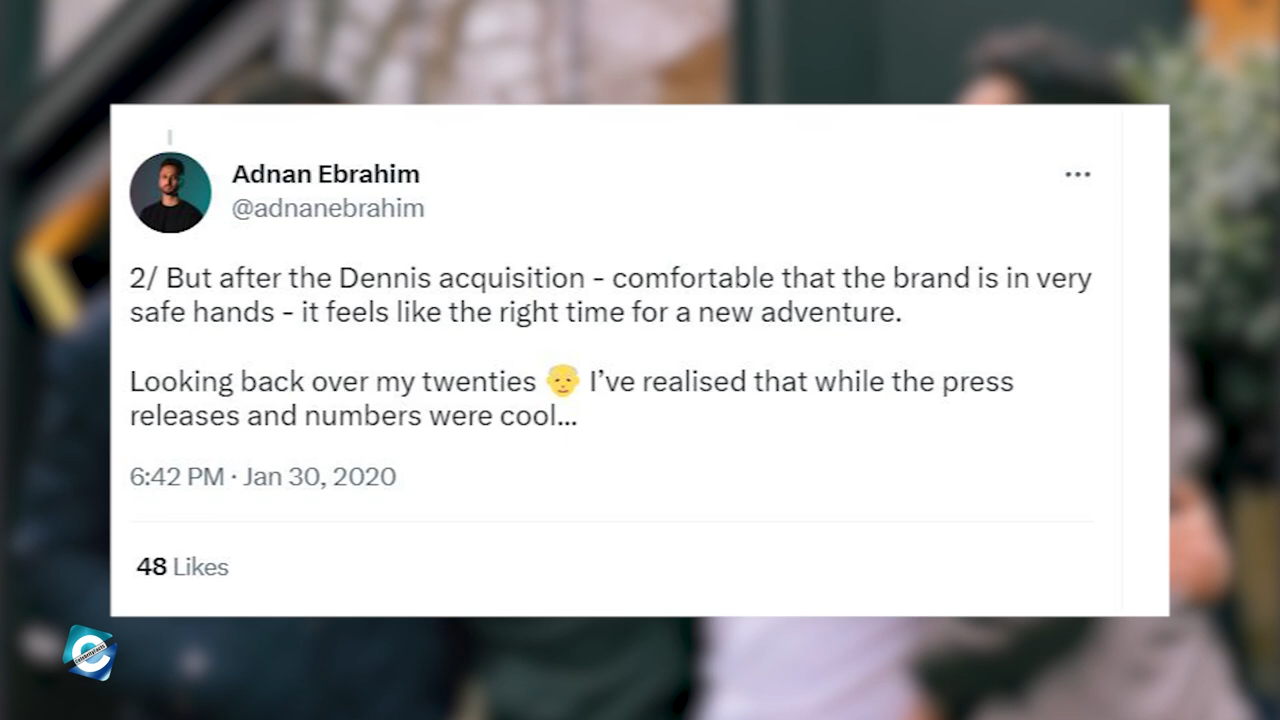 Adnan Ebrahim
@adnanebrahim
2/ But after the Dennis acquisition - comfortable that the brand is in very
safe hands - it feels like the right time for a new adventure.
Looking back over my twenties 👴 I’ve realised that while the press
releases and numbers were cool...
6:42 PM · Jan 30, 2020
48 Likes